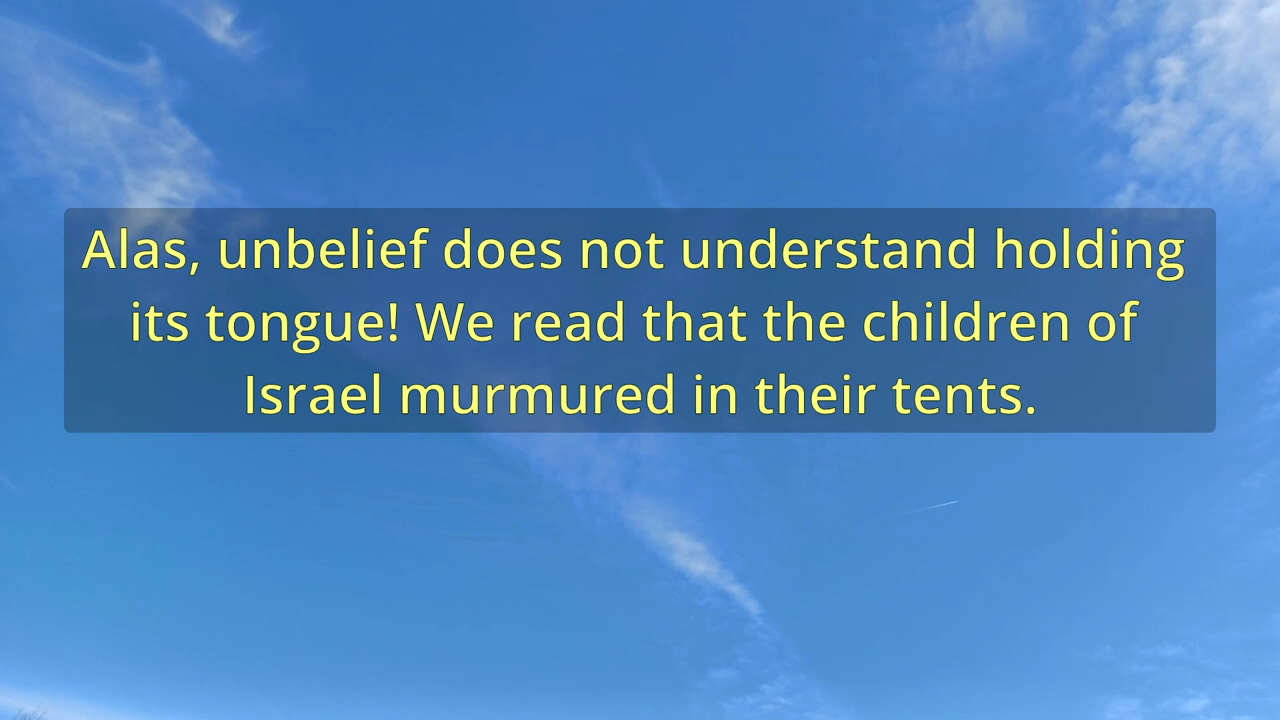 Alas, unbelief does not understand holding
its tongue! We read that the children of
Israel murmured in their tents.